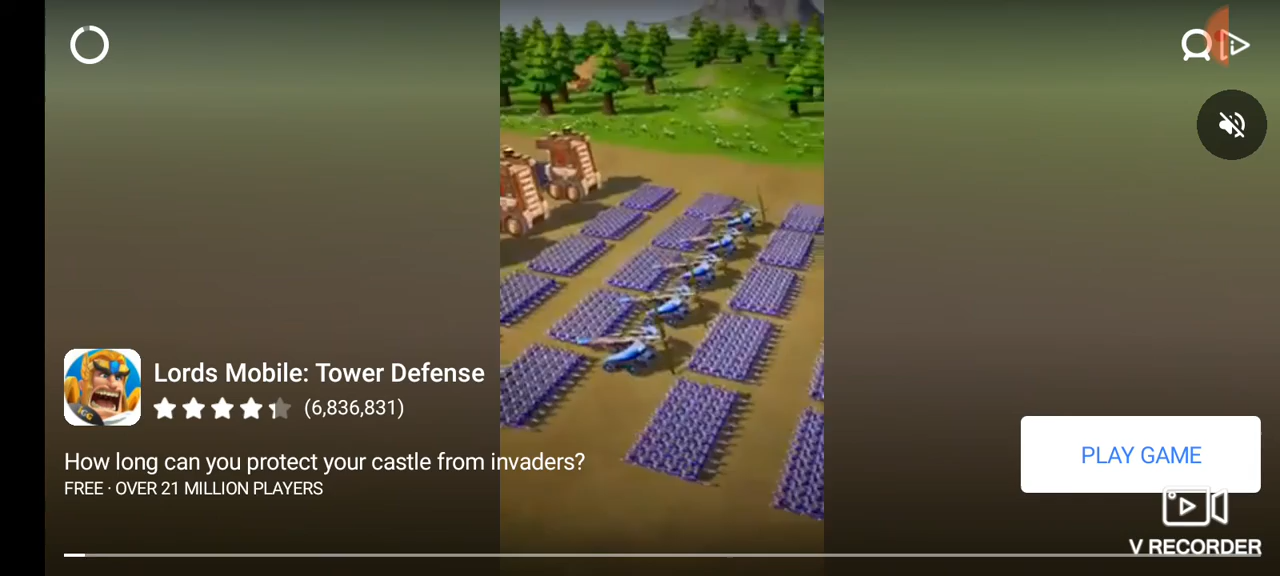 Lords Mobile: Tower Defense
(6,836,831)
How long can you protect your castle from invaders?
FREE · OVER 21 MILLION PLAYERS
PLAY GAME
V RECORDER
IGG